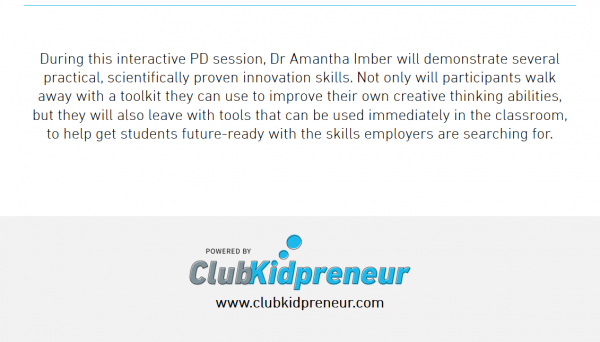 During this interactive PD session, Dr Amantha Imber will demonstrate several
practical, scientifically proven innovation skills. Not only will participants walk
away with a toolkit they can use to improve their own creative thinking abilities,
but they will also leave with tools that can be used immediately in the classroom,
to help get students future-ready with the skills employers are searching for.
POWERED BY
ClubKidpreneur
www.clubkidpreneur.com